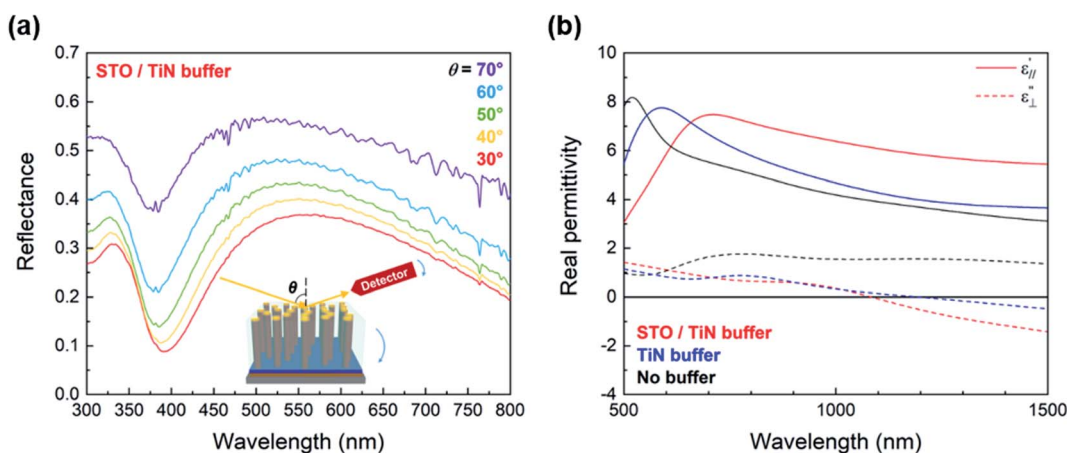 (a)
0.7
0.6
0.5
0.4
0.3
0.2
0.1
0.0
Reflectance
STO / TiN buffer
θ = 70°
60°
50°
40°
30°
θ
Detector
300 350 400 450 500 550 600 650 700 750 800
Wavelength (nm)
(b)
10
8
6
4
2
0
-2
-4
Real permittivity
ε'//
ε''⊥
STO / TiN buffer
TiN buffer
No buffer
500 1000 1500
Wavelength (nm)